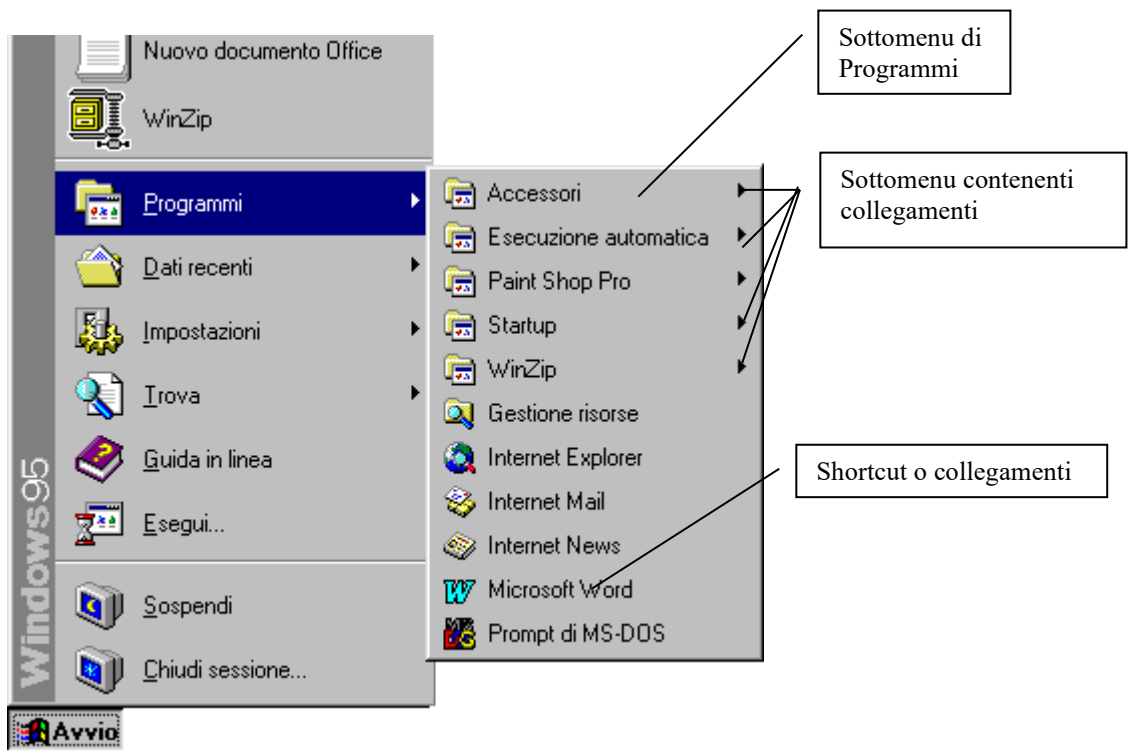 Nuovo documento Office
WinZip
Programmi
Dati recenti
Impostazioni
Trova
Guida in linea
Esegui...
Sospendi
Chiudi sessione...
Windows95
Avvio
Accessori
Esecuzione automatica
Paint Shop Pro
Startup
WinZip
Gestione risorse
Internet Explorer
Internet Mail
Internet News
Microsoft Word
Prompt di MS-DOS
Sottomenu di
Programmi
Sottomenu contenenti
collegamenti
Shortcut o collegamenti